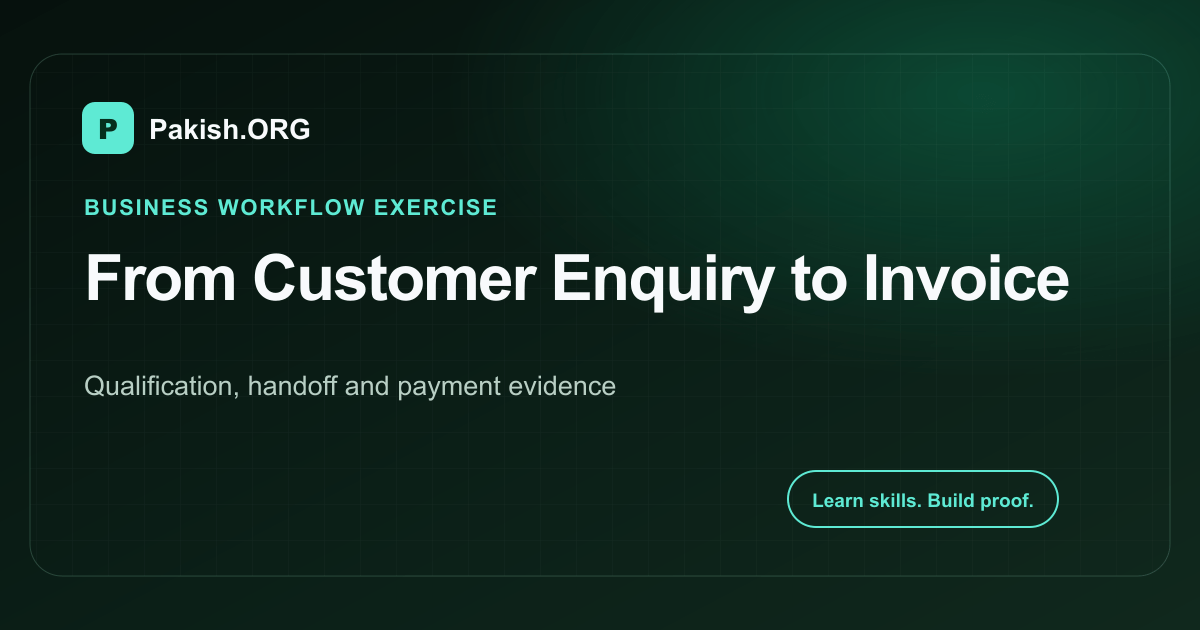 P
Pakish.ORG
BUSINESS WORKFLOW EXERCISE
From Customer Enquiry to Invoice
Qualification, handoff and payment evidence
Learn skills. Build proof.